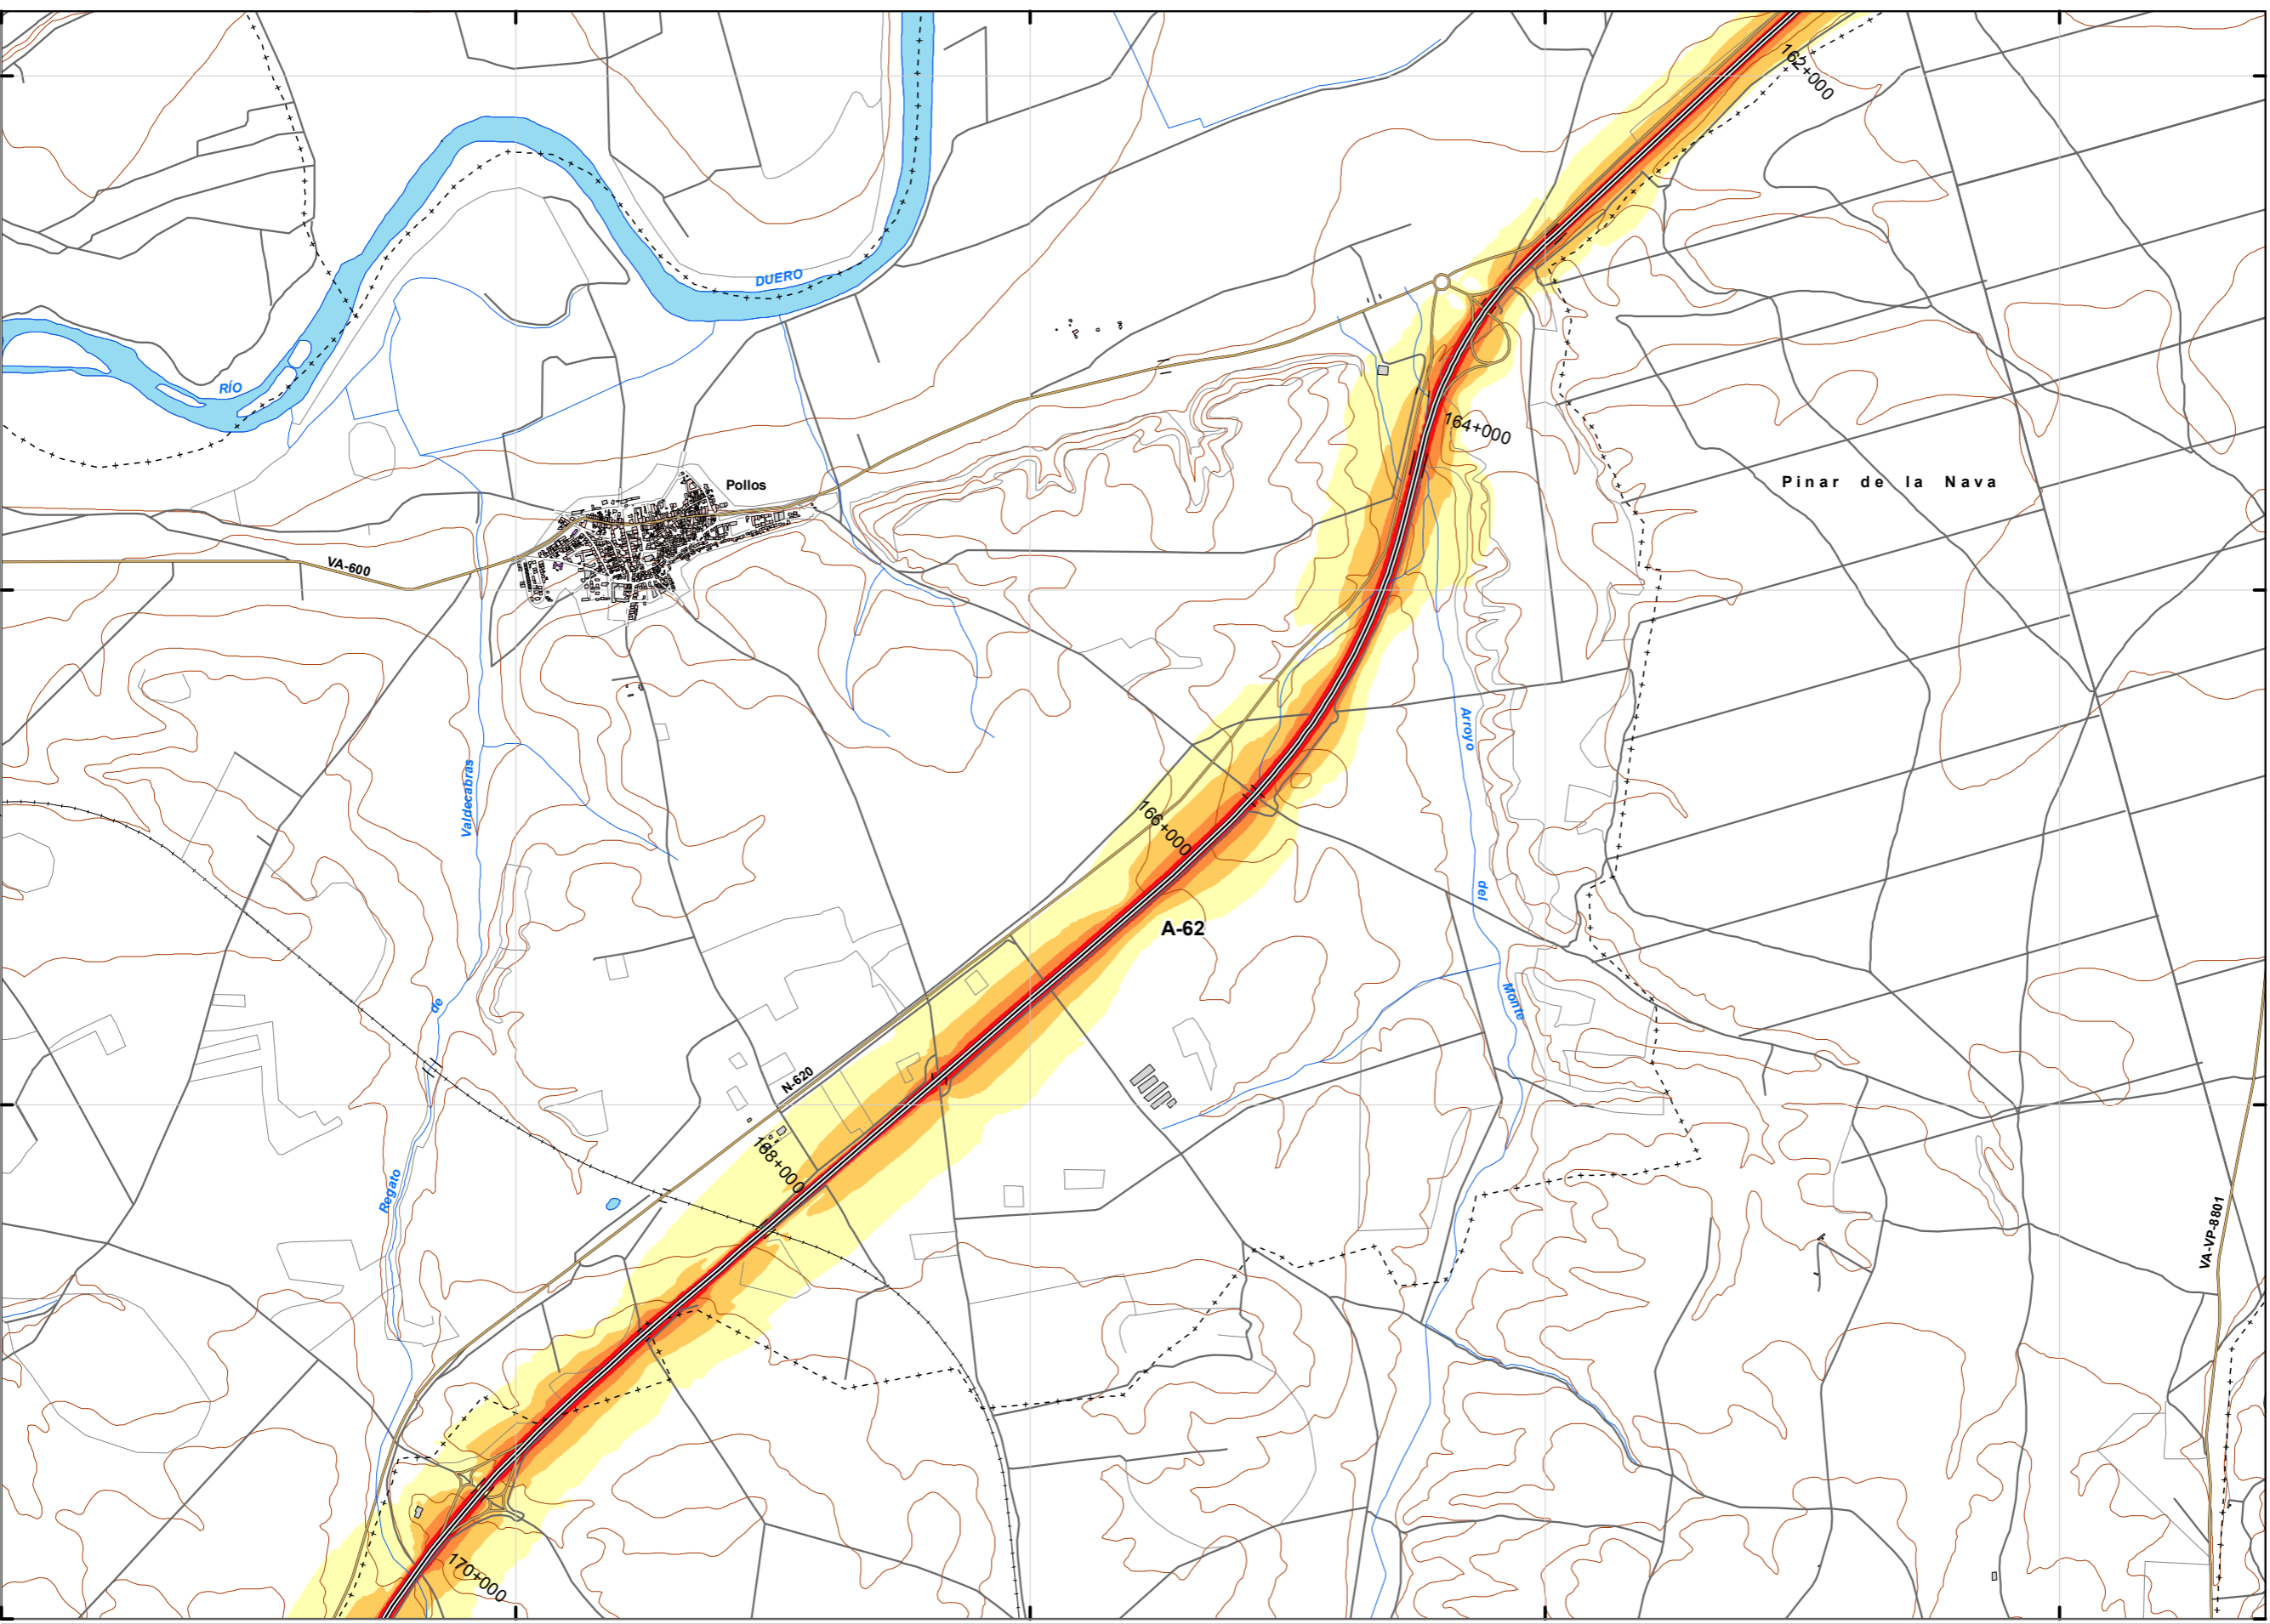 162+000
DUERO
RÍO
164+000
Pinar de la Nava
Pollos
VA-600
Arroyo
Valdecabras
166+000
del
A-62
de
Monte
N-620
168+000
Regato
VA-VP-8801
170+000